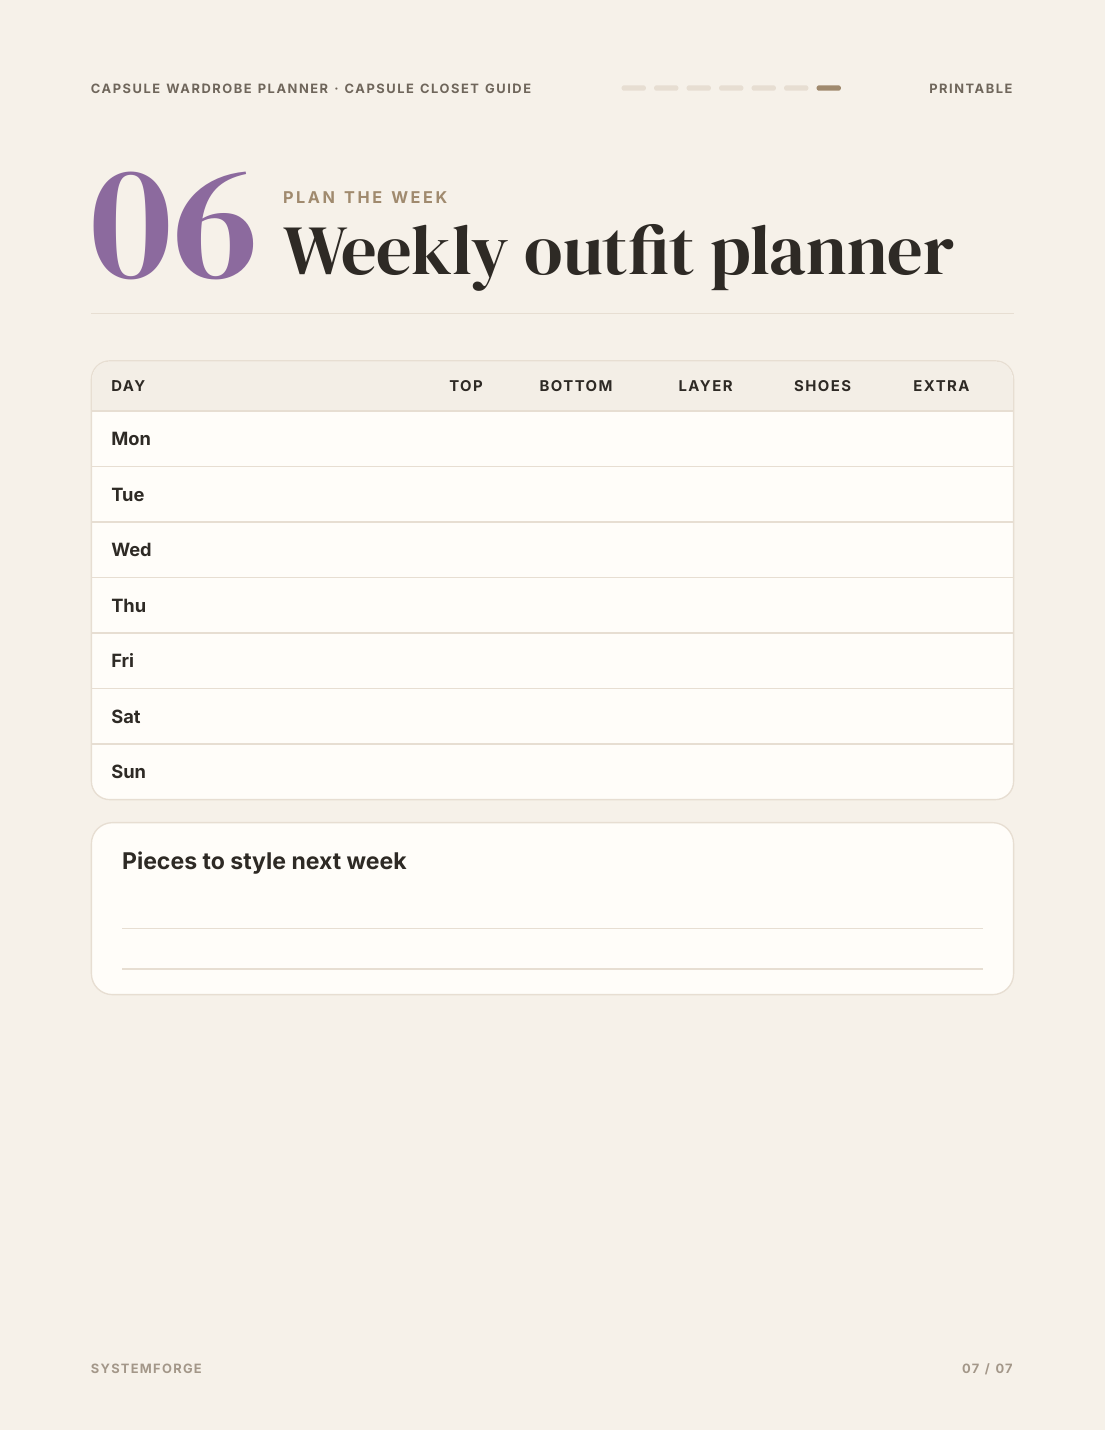 CAPSULE WARDROBE PLANNER · CAPSULE CLOSET GUIDE PRINTABLE
06
PLAN THE WEEK
Weekly outfit planner
DAY TOP BOTTOM LAYER SHOES EXTRA
Mon
Tue
Wed
Thu
Fri
Sat
Sun
Pieces to style next week
SYSTEMFORGE 07 / 07